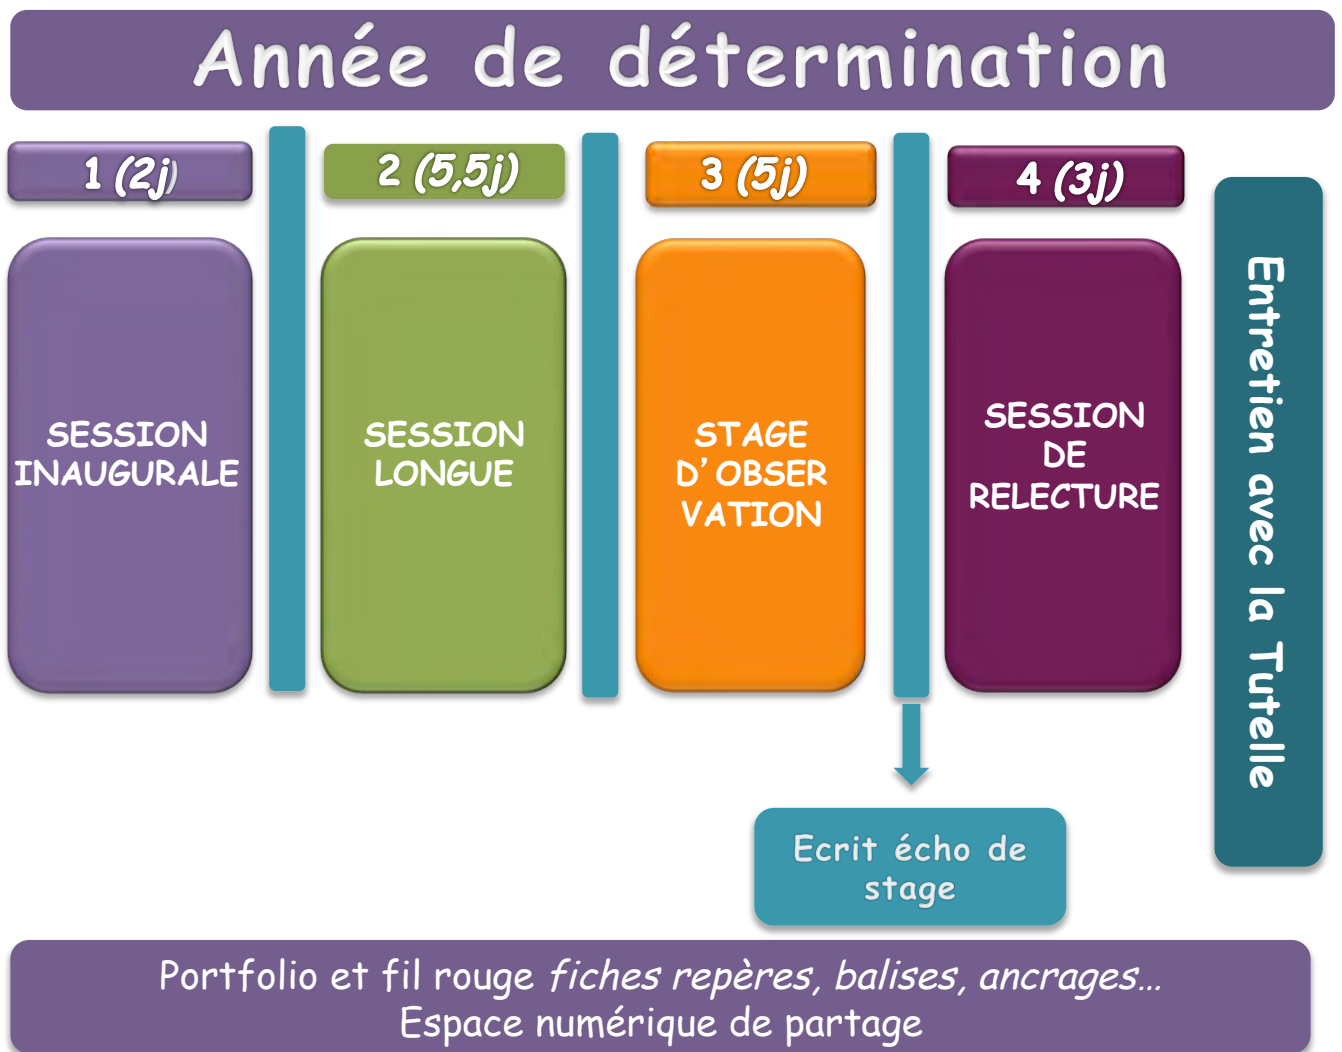 Année de détermination
1 (2j)
2 (5,5j)
3 (5j)
4 (3j)
SESSION
INAUGURALE
SESSION
LONGUE
STAGE
D'OBSER
VATION
SESSION
DE
RELECTURE
Entretien avec la Tutelle
Ecrit écho de
stage
Portfolio et fil rouge fiches repères, balises, ancrages...
Espace numérique de partage